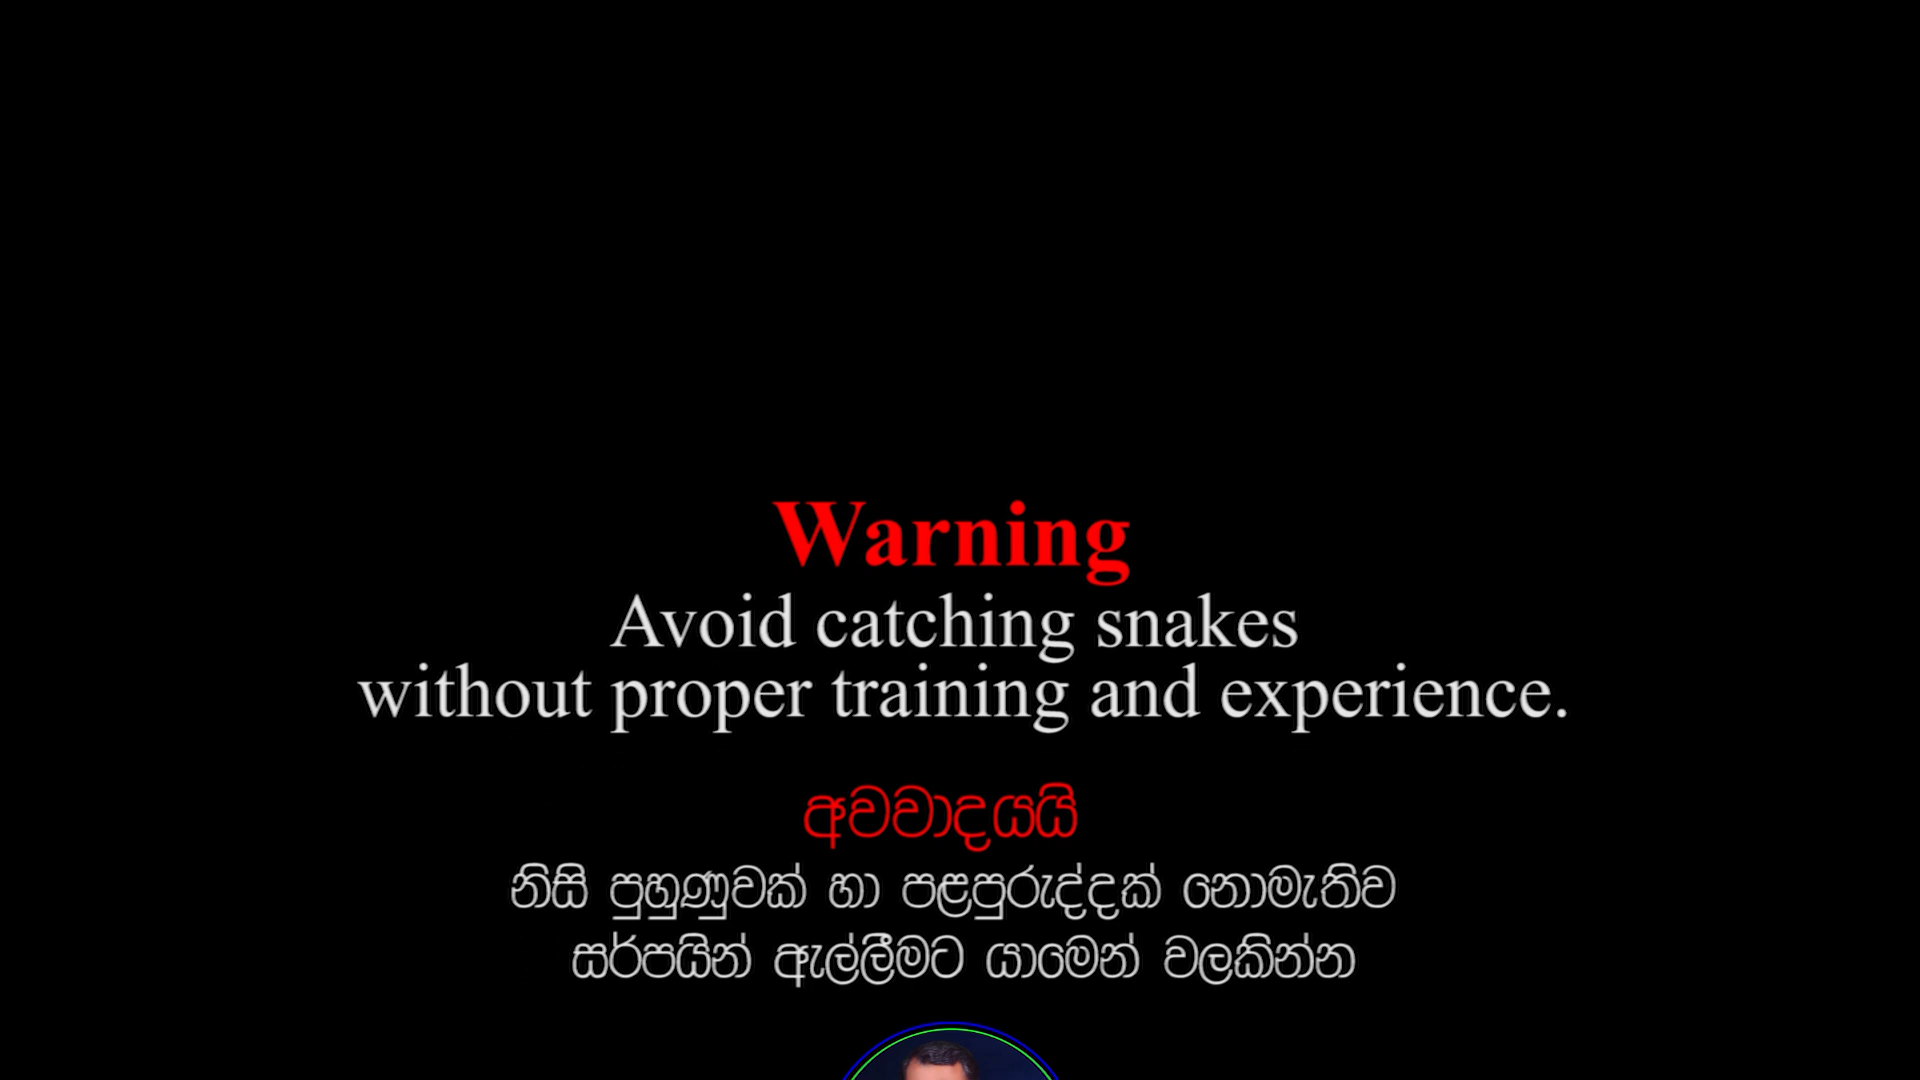 Warning
Avoid catching snakes
without proper training and experience.
අවවාදයයි
නිසි පුහුණුවක් හා පළපුරුද්දක් නොමැතිව
සර්පයින් ඇල්ලීමට යාමෙන් වලකින්න